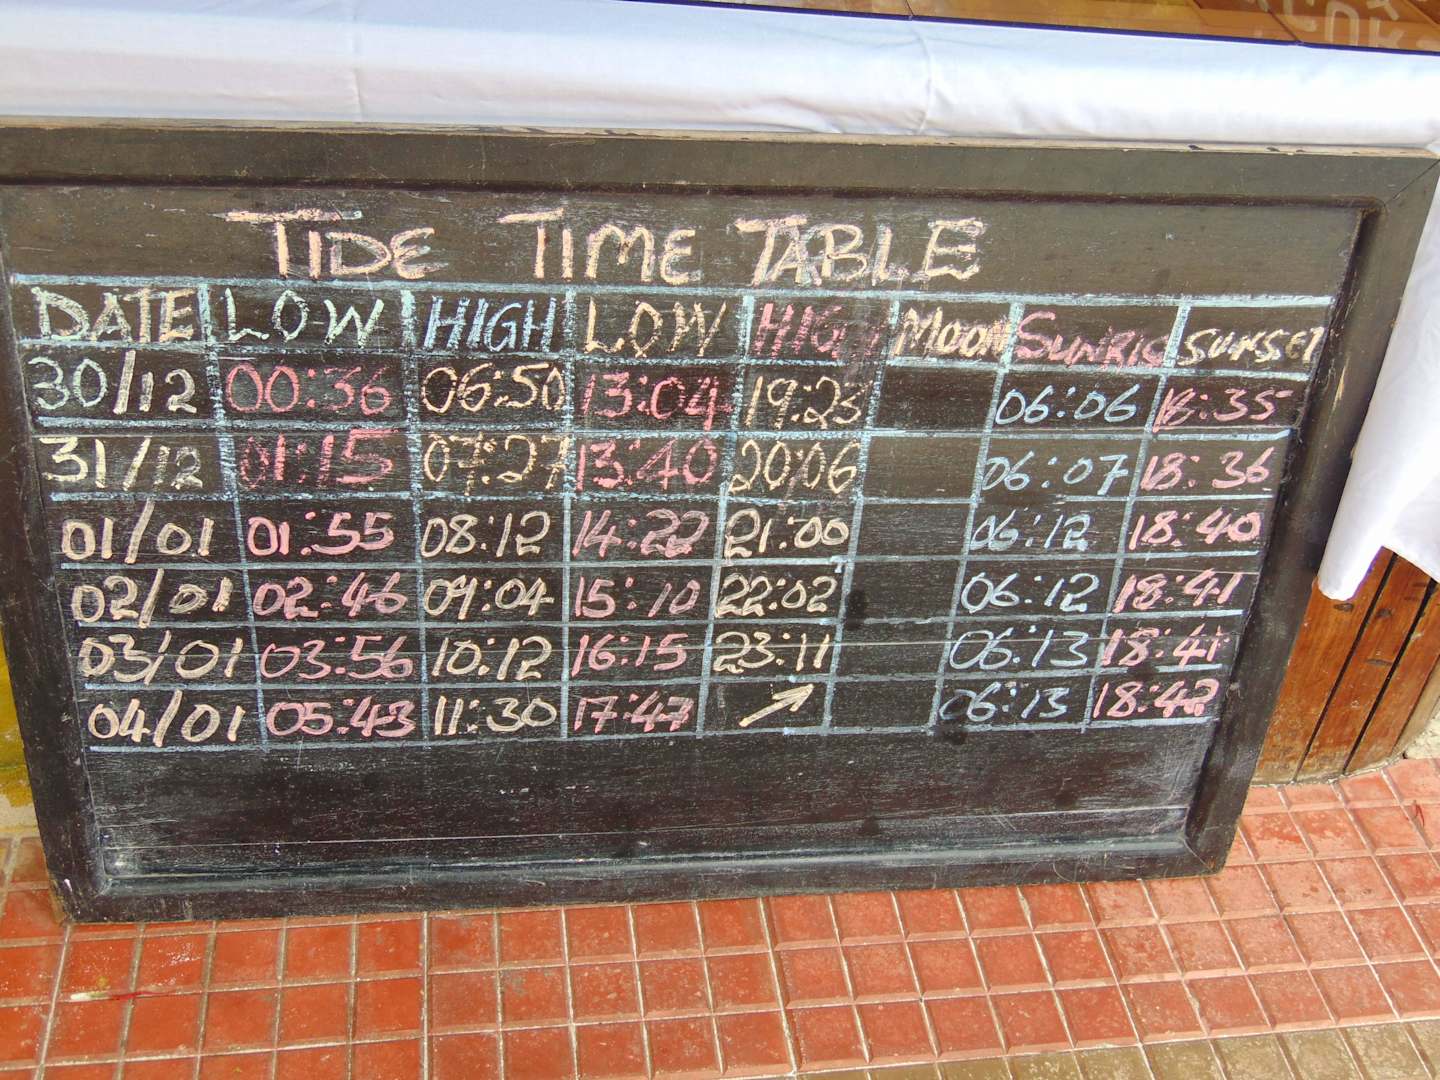 TIDE TIME TABLE
DATE LOW HIGH LOW HIGH MOON SUNRIS SUNSET
30/12 00:36 06:50 13:04 19:23 06:06 18:35
31/12 01:15 07:27 13:40 20:06 06:07 18:36
01/01 01:55 08:12 14:22 21:00 06:12 18:40
02/01 02:46 09:04 15:10 22:02 06:12 18:41
03/01 03:56 10:12 16:15 23:11 06:13 18:41
04/01 05:43 11:30 17:47 06:13 18:42